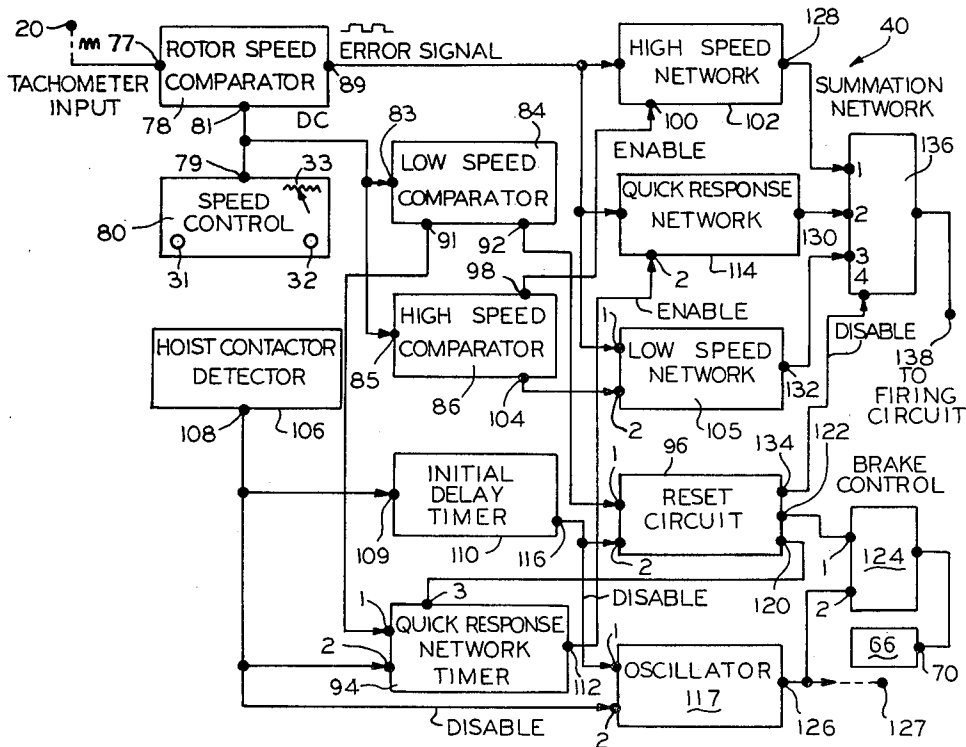 20
77
TACHOMETER
INPUT
ROTOR SPEED
COMPARATOR
78
81
89
ERROR SIGNAL
DC
79
33
SPEED
CONTROL
80
31
32
83
84
LOW SPEED
COMPARATOR
91
92
98
HIGH SPEED
COMPARATOR
85
86
104
HIGH SPEED
NETWORK
128
100
102
ENABLE
QUICK RESPONSE
NETWORK
130
2
114
ENABLE
1
LOW SPEED
NETWORK
132
2
105
40
SUMMATION
NETWORK
136
1
2
3
4
DISABLE
138
TO
FIRING
CIRCUIT
HOIST CONTACTOR
DETECTOR
108
106
INITIAL
DELAY
TIMER
109
110
116
96
1
RESET
CIRCUIT
2
134
122
120
BRAKE
CONTROL
1
124
2
66
70
DISABLE
3
1
QUICK RESPONSE
NETWORK
TIMER
2
94
112
DISABLE
1
OSCILLATOR
117
2
126
127